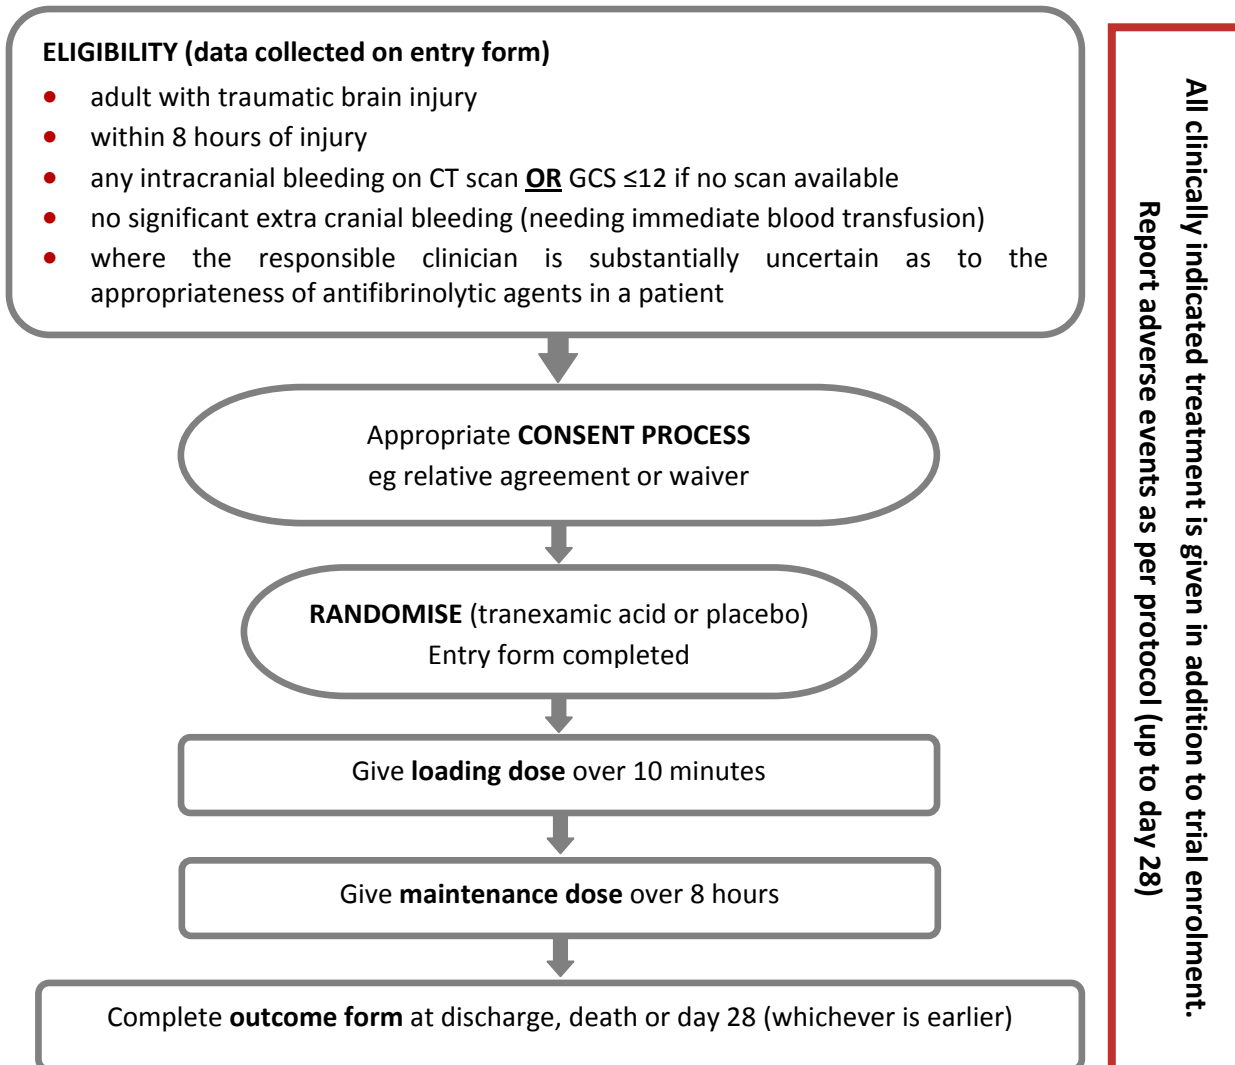 ELIGIBILITY (data collected on entry form)
• adult with traumatic brain injury
• within 8 hours of injury
• any intracranial bleeding on CT scan OR GCS ≤12 if no scan available
• no significant extra cranial bleeding (needing immediate blood transfusion)
• where the responsible clinician is substantially uncertain as to the
appropriateness of antifibrinolytic agents in a patient
Appropriate CONSENT PROCESS
eg relative agreement or waiver
RANDOMISE (tranexamic acid or placebo)
Entry form completed
Give loading dose over 10 minutes
Give maintenance dose over 8 hours
Complete outcome form at discharge, death or day 28 (whichever is earlier)
All clinically indicated treatment is given in addition to trial enrolment.
Report adverse events as per protocol (up to day 28)